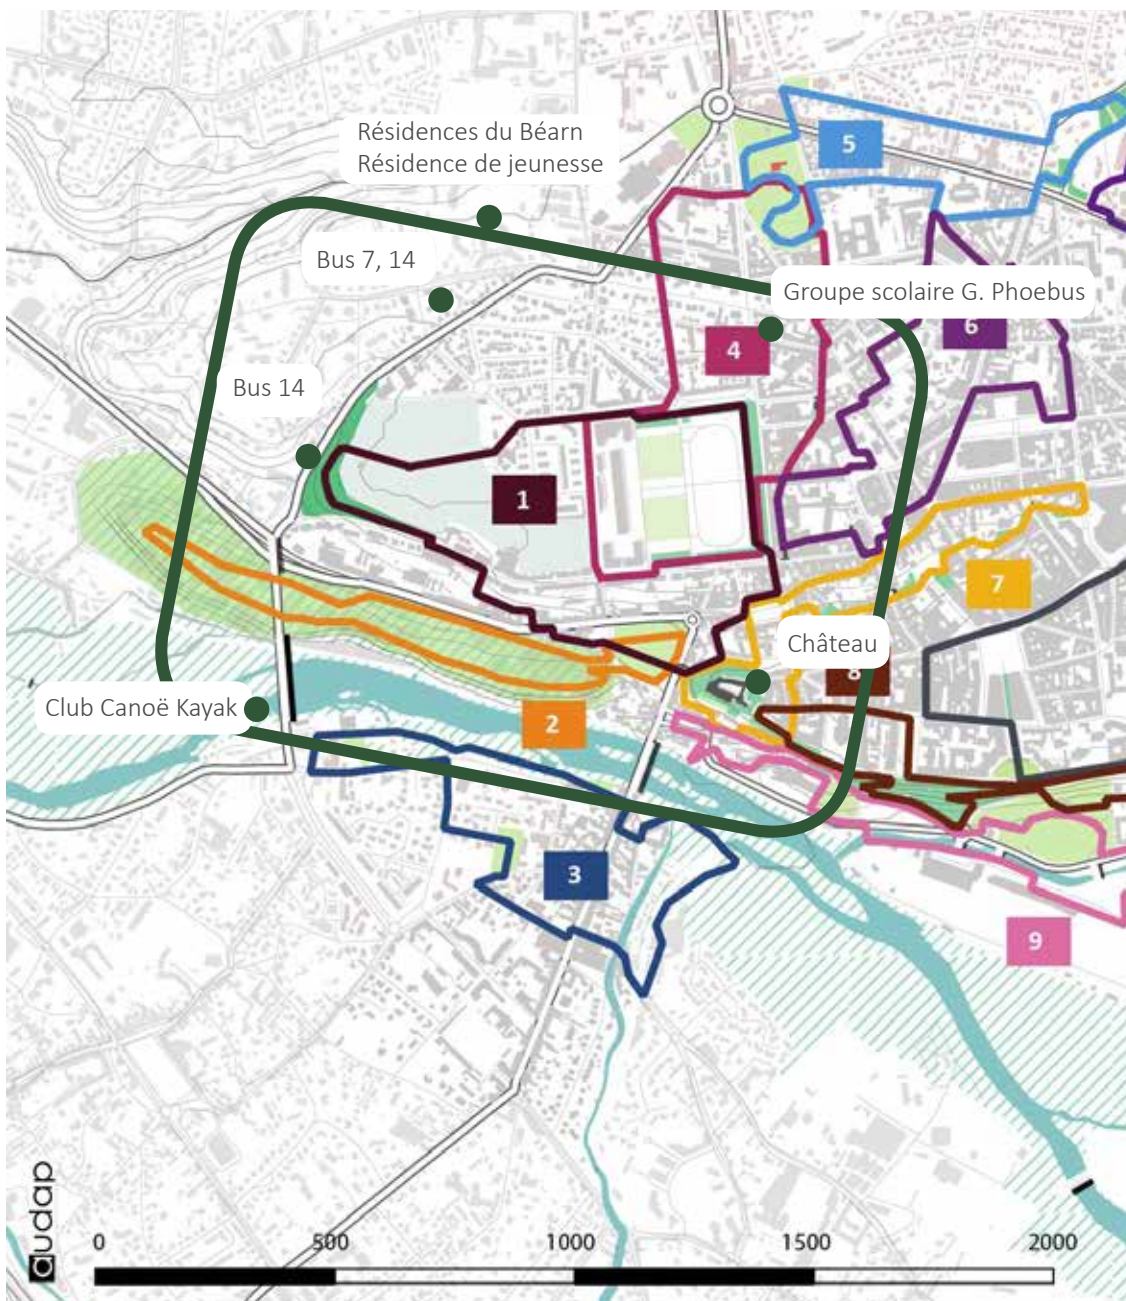 Résidences du Béarn
Résidence de jeunesse
5
Bus 7, 14
Groupe scolaire G. Phoebus
6
4
Bus 14
1
7
Château
8
Club Canoë Kayak
2
3
9
audap
0 500 1000 1500 2000